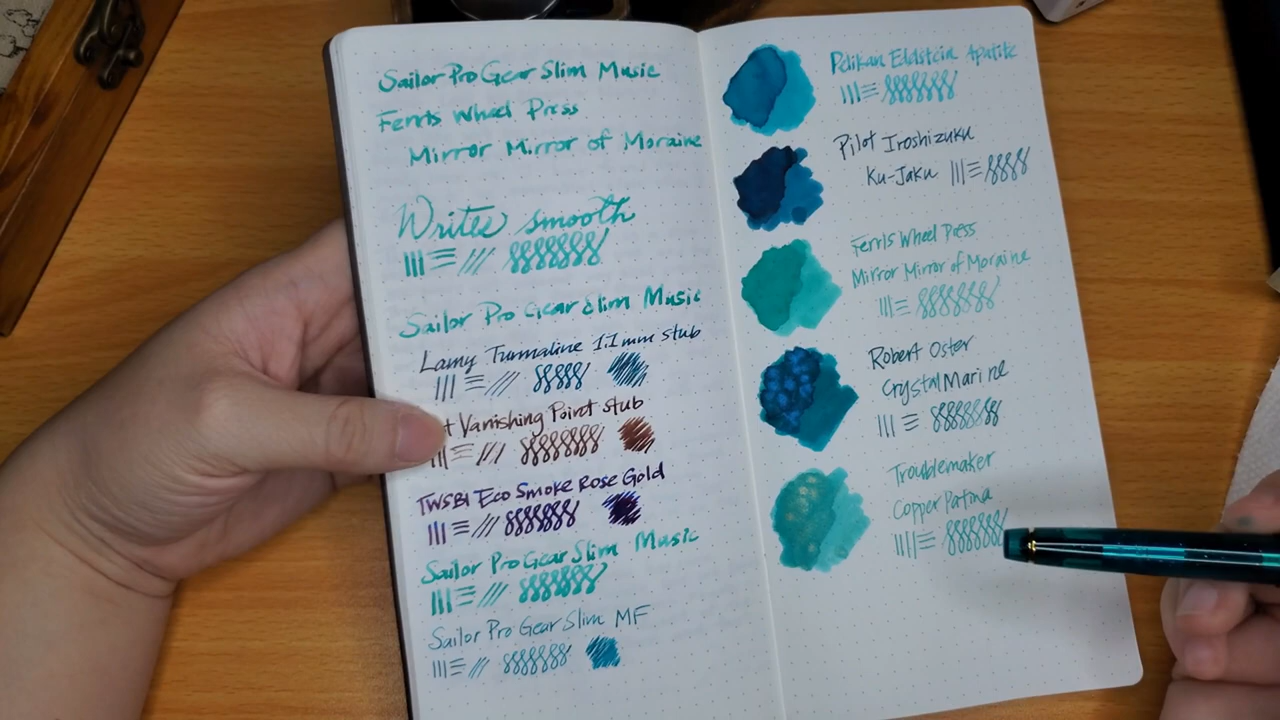 Sailor Pro Gear Slim Music
Ferris Wheel Press
Mirror Mirror of Moraine
Writes smooth
Sailor Pro Gear Slim Music
Lamy Turmaline 1.1mm stub
Vanishing Point stub
TWSBI Eco Smoke Rose Gold
Sailor Pro Gear Slim Music
Sailor Pro Gear Slim MF
Pelikan Edelstein Apatite
Pilot Iroshizuku
Ku-Jaku
Ferris Wheel Press
Mirror Mirror of Moraine
Robert Oster
Crystal Marine
Troublemaker
Copper Patina